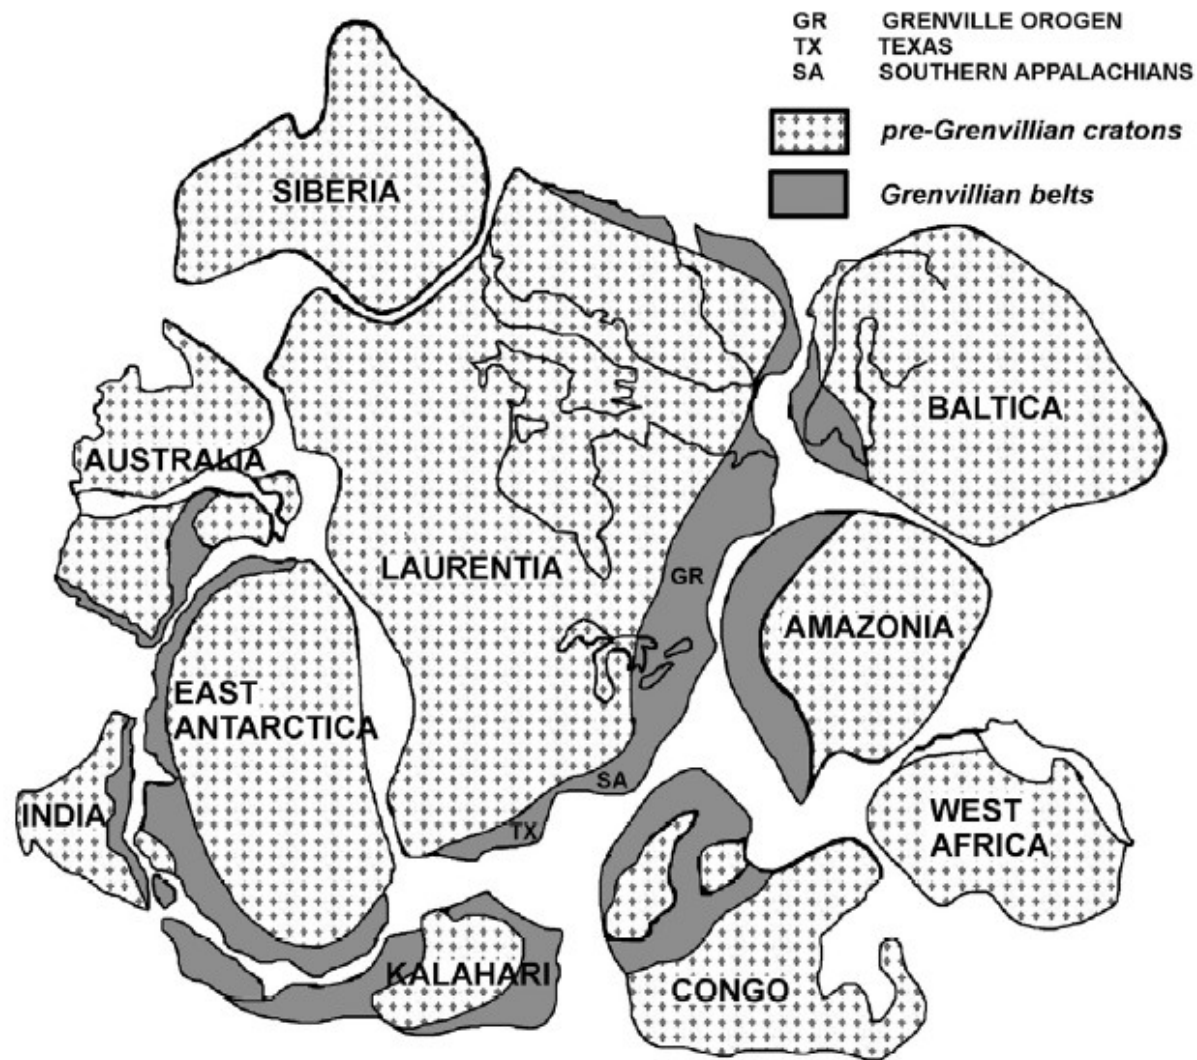 GR GRENVILLE OROGEN
TX TEXAS
SA SOUTHERN APPALACHIANS
pre-Grenvillian cratons
Grenvillian belts
SIBERIA
BALTICA
AUSTRALIA
LAURENTIA
GR
AMAZONIA
EAST
ANTARCTICA
SA
INDIA
TX
WEST
AFRICA
KALAHARI
CONGO